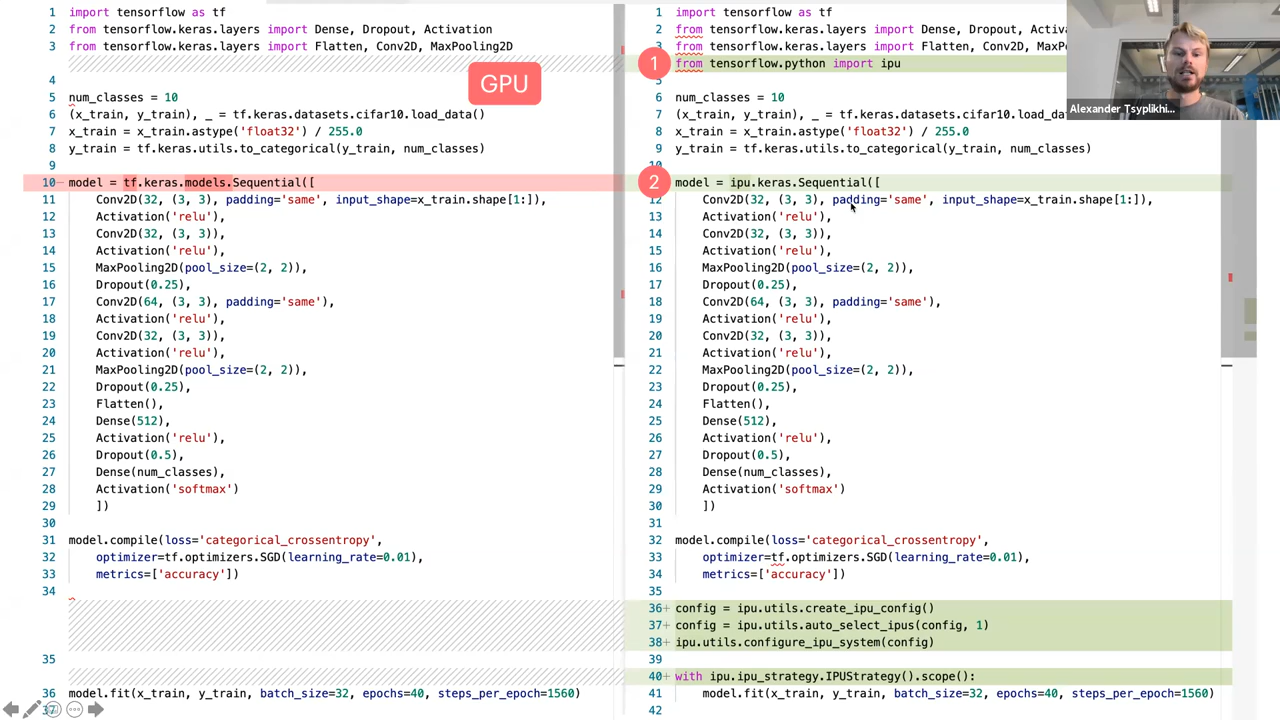 1 import tensorflow as tf
2 from tensorflow.keras.layers import Dense, Dropout, Activation
3 from tensorflow.keras.layers import Flatten, Conv2D, MaxPooling2D
GPU
4
5 num_classes = 10
6 (x_train, y_train), _ = tf.keras.datasets.cifar10.load_data()
7 x_train = x_train.astype('float32') / 255.0
8 y_train = tf.keras.utils.to_categorical(y_train, num_classes)
9
10 model = tf.keras.models.Sequential([
11 Conv2D(32, (3, 3), padding='same', input_shape=x_train.shape[1:]),
12 Activation('relu'),
13 Conv2D(32, (3, 3)),
14 Activation('relu'),
15 MaxPooling2D(pool_size=(2, 2)),
16 Dropout(0.25),
17 Conv2D(64, (3, 3), padding='same'),
18 Activation('relu'),
19 Conv2D(32, (3, 3)),
20 Activation('relu'),
21 MaxPooling2D(pool_size=(2, 2)),
22 Dropout(0.25),
23 Flatten(),
24 Dense(512),
25 Activation('relu'),
26 Dropout(0.5),
27 Dense(num_classes),
28 Activation('softmax')
29 ])
30
31 model.compile(loss='categorical_crossentropy',
32 optimizer=tf.optimizers.SGD(learning_rate=0.01),
33 metrics=['accuracy'])
34
35
36 model.fit(x_train, y_train, batch_size=32, epochs=40, steps_per_epoch=1560)
37
1 import tensorflow as tf
2 from tensorflow.keras.layers import Dense, Dropout, Activa
3 from tensorflow.keras.layers import Flatten, Conv2D, MaxPo
1 from tensorflow.python import ipu
5
6 num_classes = 10
7 (x_train, y_train), _ = tf.keras.datasets.cifar10.load_dat
8 x_train = x_train.astype('float32') / 255.0
9 y_train = tf.keras.utils.to_categorical(y_train, num_classes)
10
2 model = ipu.keras.Sequential([
12 Conv2D(32, (3, 3), padding='same', input_shape=x_train.shape[1:]),
13 Activation('relu'),
14 Conv2D(32, (3, 3)),
15 Activation('relu'),
16 MaxPooling2D(pool_size=(2, 2)),
17 Dropout(0.25),
18 Conv2D(64, (3, 3), padding='same'),
19 Activation('relu'),
20 Conv2D(32, (3, 3)),
21 Activation('relu'),
22 MaxPooling2D(pool_size=(2, 2)),
23 Dropout(0.25),
24 Flatten(),
25 Dense(512),
26 Activation('relu'),
27 Dropout(0.5),
28 Dense(num_classes),
29 Activation('softmax')
30 ])
31
32 model.compile(loss='categorical_crossentropy',
33 optimizer=tf.optimizers.SGD(learning_rate=0.01),
34 metrics=['accuracy'])
35
36+ config = ipu.utils.create_ipu_config()
37+ config = ipu.utils.auto_select_ipus(config, 1)
38+ ipu.utils.configure_ipu_system(config)
39
40+ with ipu.ipu_strategy.IPUStrategy().scope():
41 model.fit(x_train, y_train, batch_size=32, epochs=40, steps_per_epoch=1560)
42
Alexander Tsyplikhi...